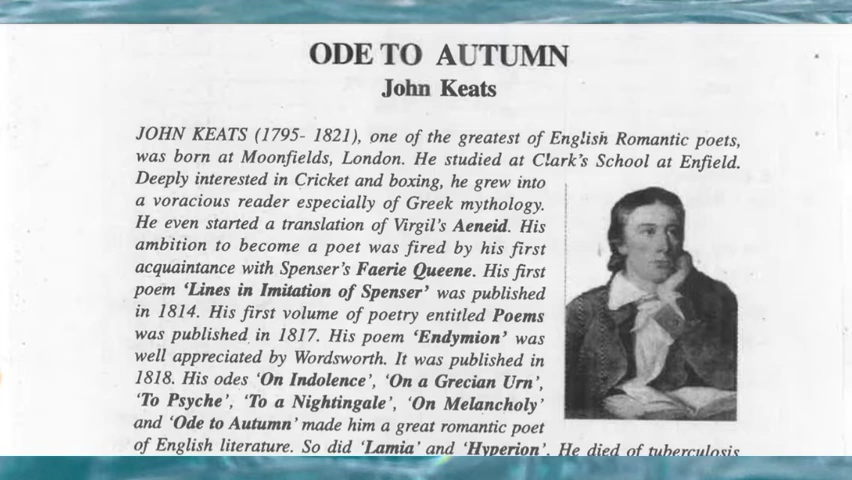 ODE TO AUTUMN
John Keats
JOHN KEATS (1795- 1821), one of the greatest of English Romantic poets,
was born at Moonfields, London. He studied at Clark's School at Enfield.
Deeply interested in Cricket and boxing, he grew into
a voracious reader especially of Greek mythology.
He even started a translation of Virgil's Aeneid. His
ambition to become a poet was fired by his first
acquaintance with Spenser's Faerie Queene. His first
poem ‘Lines in Imitation of Spenser’ was published
in 1814. His first volume of poetry entitled Poems
was published in 1817. His poem ‘Endymion’ was
well appreciated by Wordsworth. It was published in
1818. His odes ‘On Indolence’, ‘On a Grecian Urn’,
‘To Psyche’, ‘To a Nightingale’, ‘On Melancholy’
and ‘Ode to Autumn’ made him a great romantic poet
of English literature. So did ‘Lamia’ and ‘Hyperion’. He died of tuberculosis